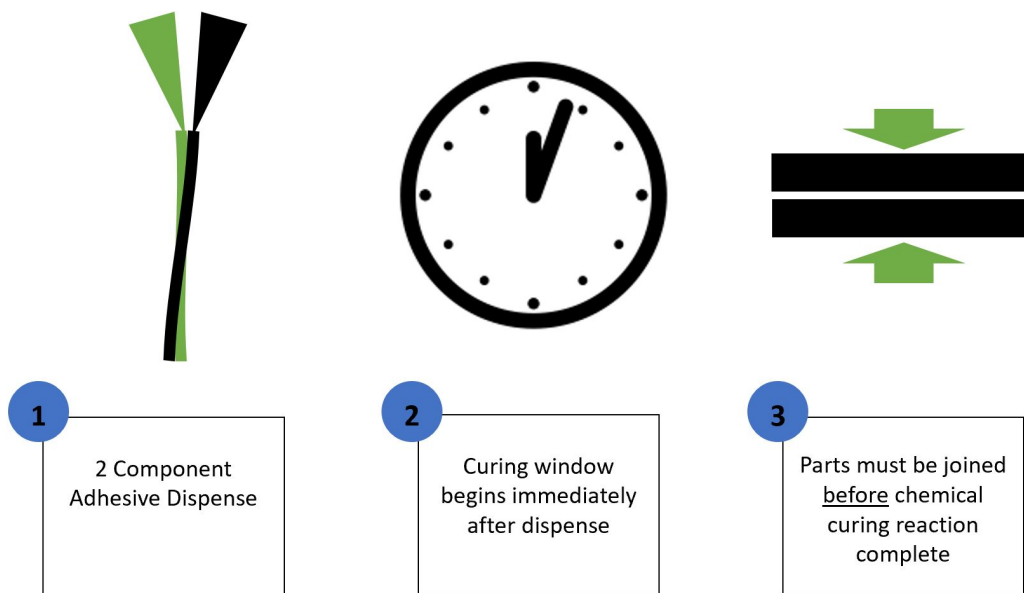 1
2 Component
Adhesive Dispense
2
Curing window
begins immediately
after dispense
3
Parts must be joined
before chemical
curing reaction
complete